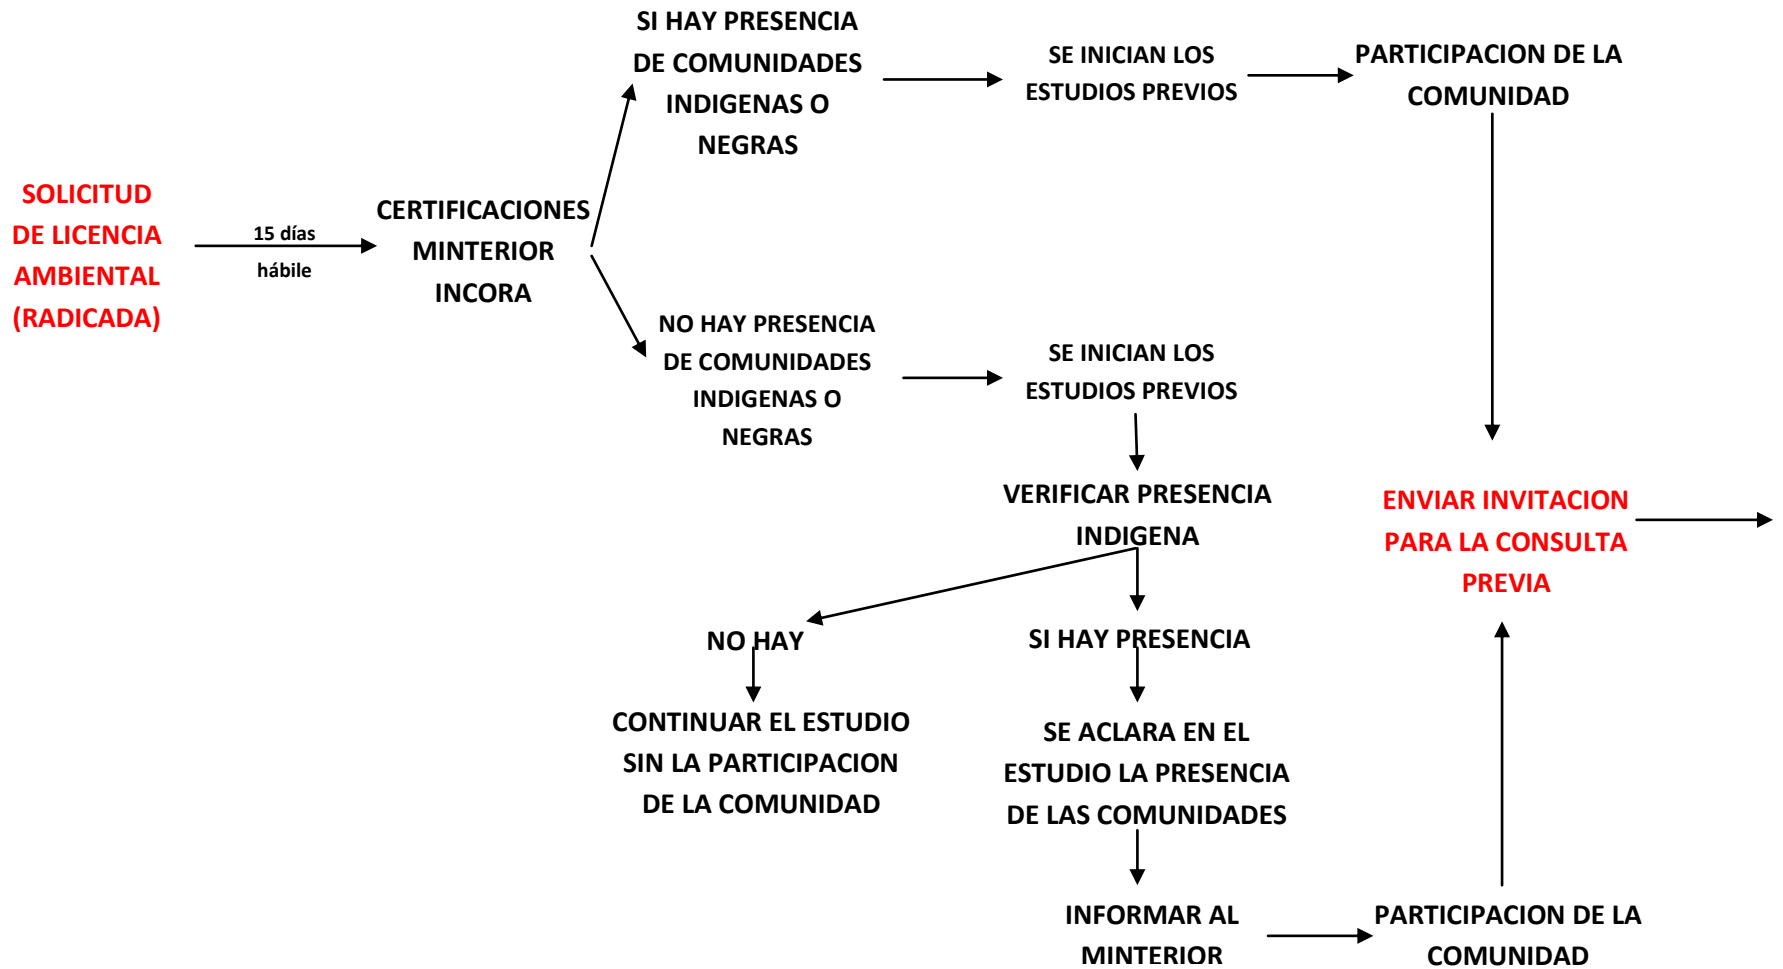 SI HAY PRESENCIA
DE COMUNIDADES
INDIGENAS O
NEGRAS
SE INICIAN LOS
ESTUDIOS PREVIOS
PARTICIPACION DE LA
COMUNIDAD
SOLICITUD
DE LICENCIA
AMBIENTAL
(RADICADA)
15 días
hábile
CERTIFICACIONES
MINTERIOR
INCORA
NO HAY PRESENCIA
DE COMUNIDADES
INDIGENAS O
NEGRAS
SE INICIAN LOS
ESTUDIOS PREVIOS
VERIFICAR PRESENCIA
INDIGENA
ENVIAR INVITACION
PARA LA CONSULTA
PREVIA
NO HAY
SI HAY PRESENCIA
CONTINUAR EL ESTUDIO
SIN LA PARTICIPACION
DE LA COMUNIDAD
SE ACLARA EN EL
ESTUDIO LA PRESENCIA
DE LAS COMUNIDADES
INFORMAR AL
MINTERIOR
PARTICIPACION DE LA
COMUNIDAD